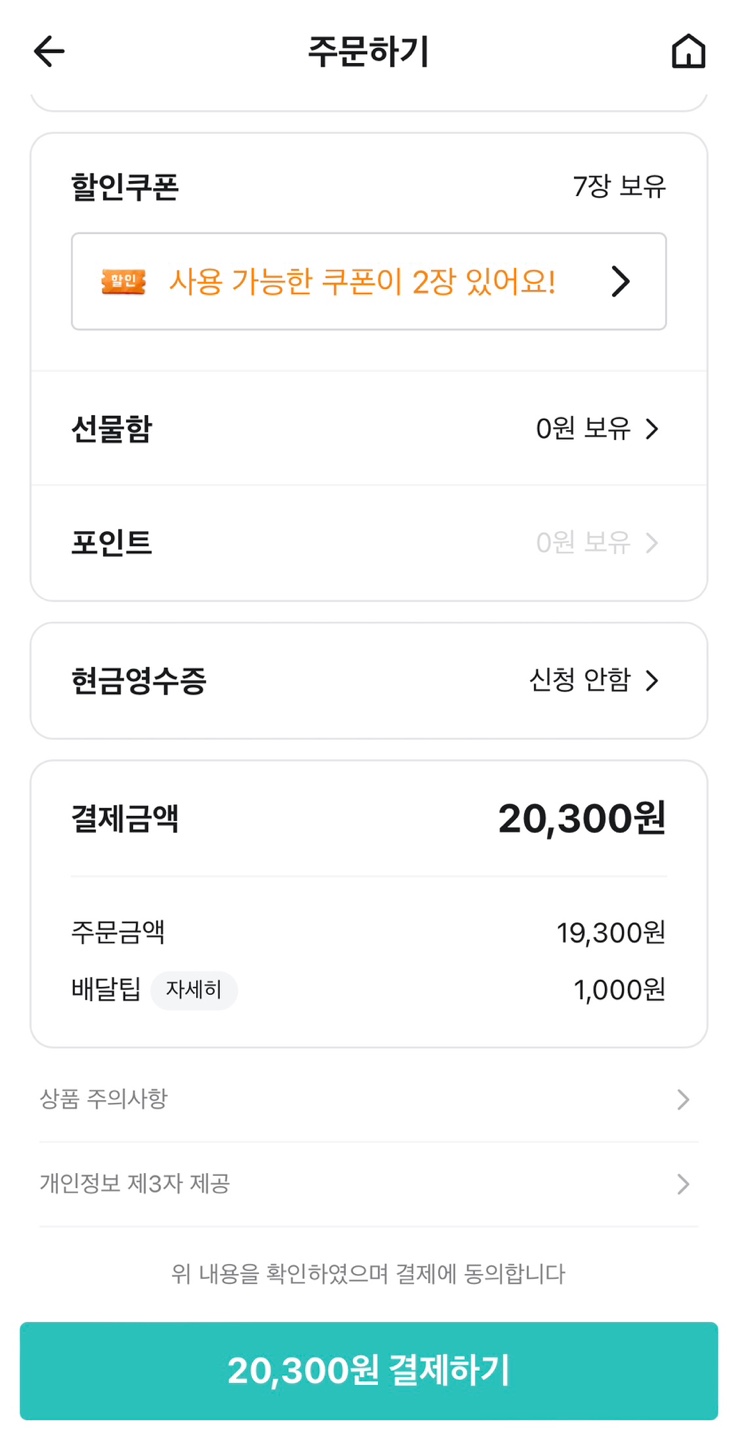 주문하기
할인쿠폰 7장 보유
할인 사용 가능한 쿠폰이 2장 있어요!
선물함 0원 보유
포인트 0원 보유
현금영수증 신청 안함
결제금액 20,300원
주문금액 19,300원
배달팁 자세히 1,000원
상품 주의사항
개인정보 제3자 제공
위 내용을 확인하였으며 결제에 동의합니다
20,300원 결제하기